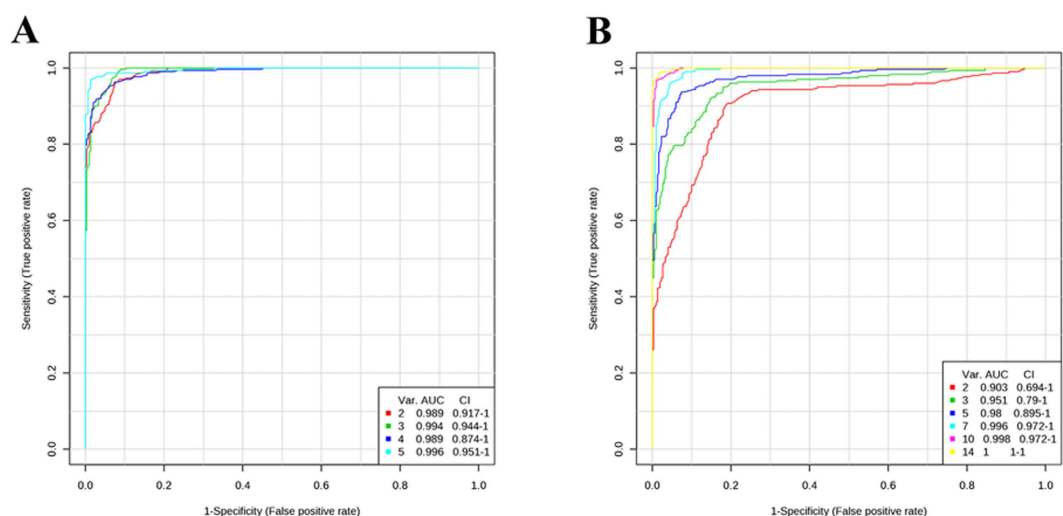 A
Sensitivity (True positive rate)
1.0
0.8
0.6
0.4
0.2
0.0
Var. AUC CI
2 0.989 0.917-1
3 0.994 0.944-1
4 0.989 0.874-1
5 0.996 0.951-1
0.0 0.2 0.4 0.6 0.8 1.0
1-Specificity (False positive rate)
B
Sensitivity (True positive rate)
1.0
0.8
0.6
0.4
0.2
0.0
Var. AUC CI
2 0.903 0.694-1
3 0.951 0.79-1
5 0.98 0.895-1
7 0.996 0.972-1
10 0.998 0.972-1
14 1 1-1
0.0 0.2 0.4 0.6 0.8 1.0
1-Specificity (False positive rate)